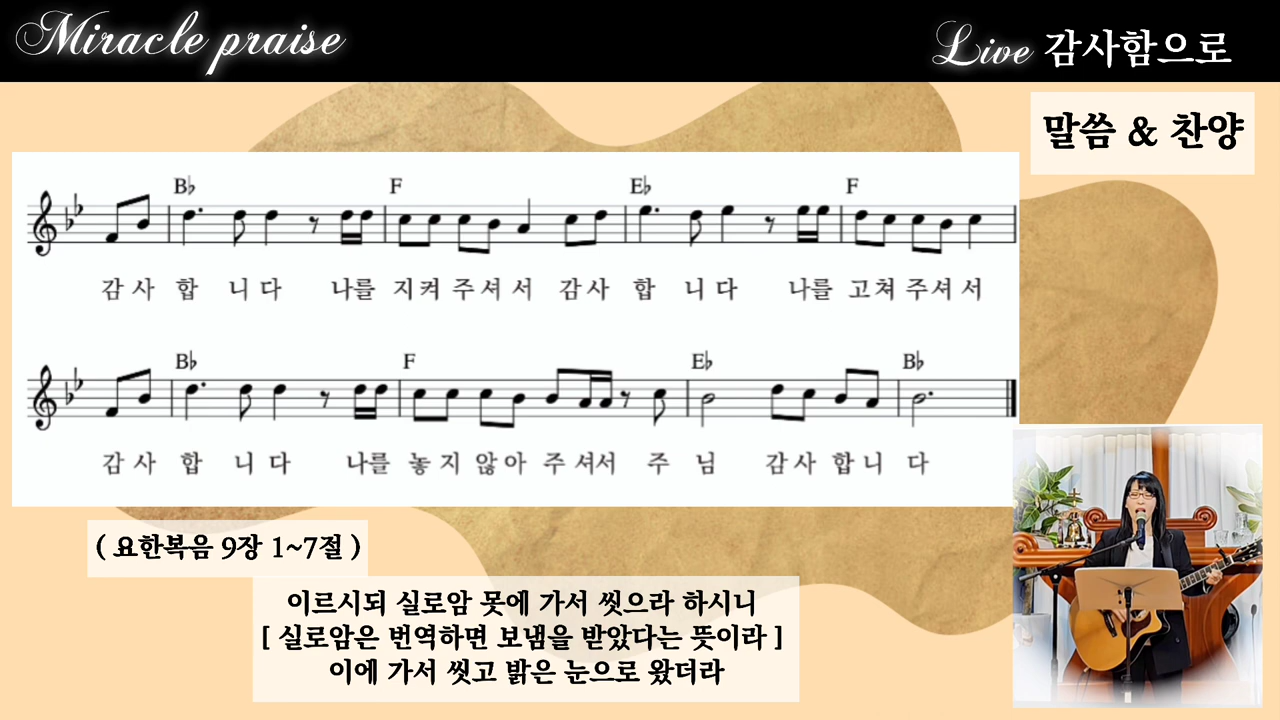 Miracle praise
Live 감사함으로
말씀 & 찬양
B♭ F E♭ F
감사 합 니다 나를 지켜 주셔서 감사 합 니다 나를 고쳐 주셔서
B♭ F E♭ B♭
감사 합 니다 나를 놓지 않아 주셔서 주 님 감사합니 다
( 요한복음 9장 1~7절 )
이르시되 실로암 못에 가서 씻으라 하시니
[ 실로암은 번역하면 보냄을 받았다는 뜻이라 ]
이에 가서 씻고 밝은 눈으로 왔더라